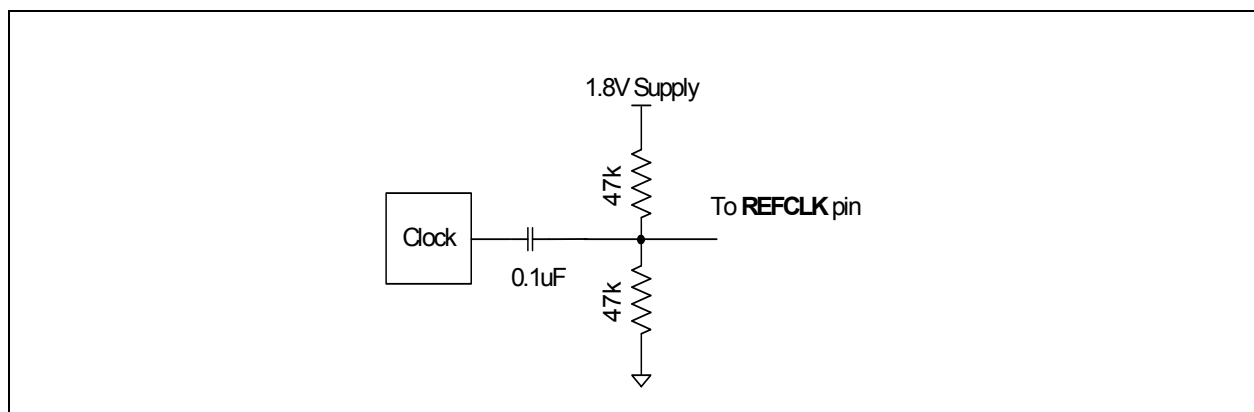 1.8V Supply
47k
To REFCLK pin
Clock
0.1uF
47k